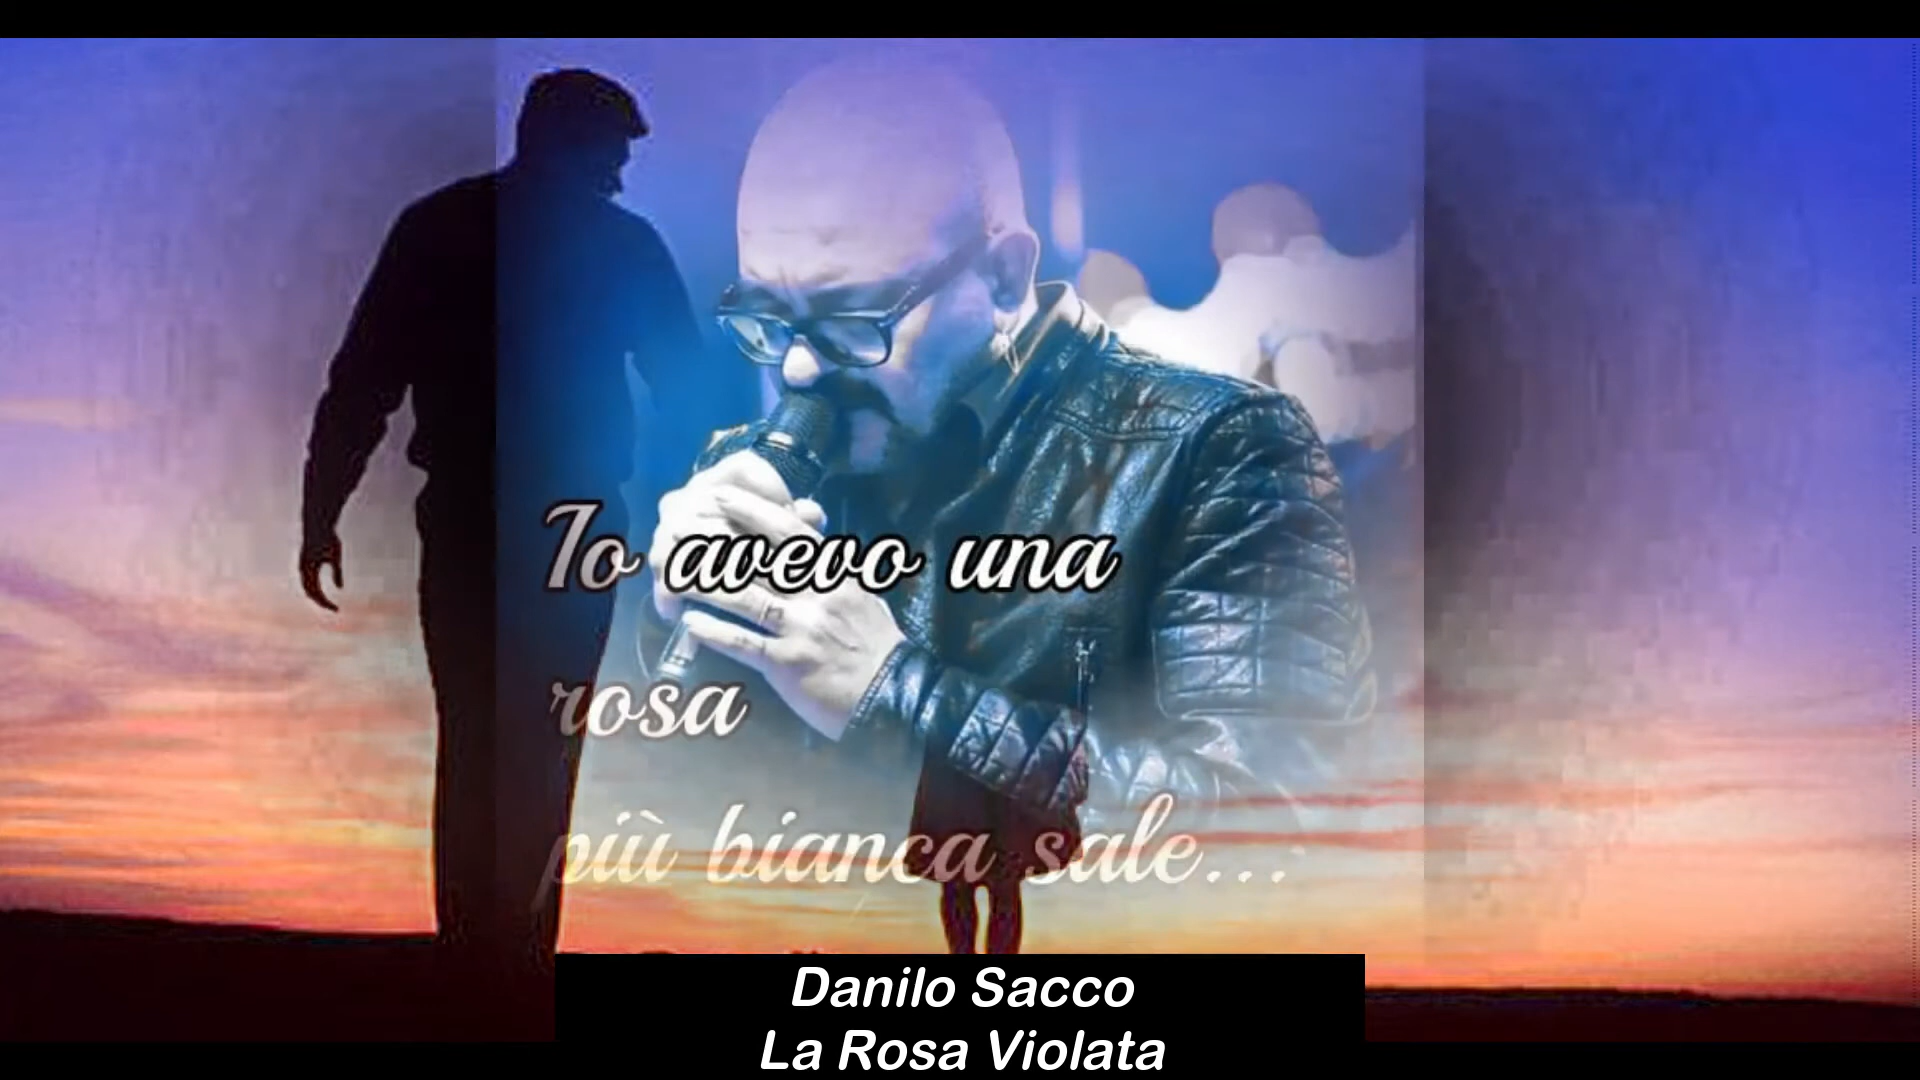 Io avevo una
rosa
più bianca sale...
Danilo Sacco
La Rosa Violata